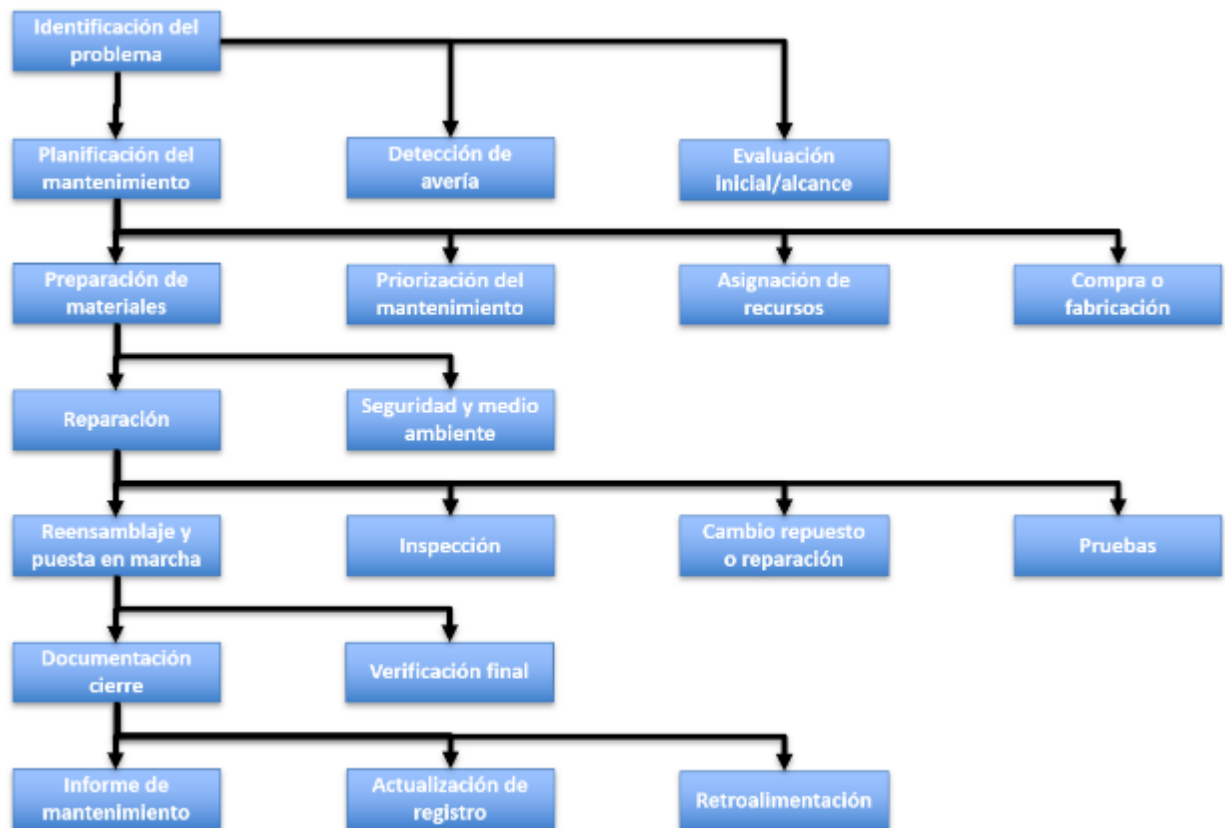 Identificación del
problema
Planificación del
mantenimiento
Detección de
avería
Evaluación
inicial/alcance
Preparación de
materiales
Priorización del
mantenimiento
Asignación de
recursos
Compra o
fabricación
Reparación
Seguridad y medio
ambiente
Reensamblaje y
puesta en marcha
Inspección
Cambio repuesto
o reparación
Pruebas
Documentación
cierre
Verificación final
Informe de
mantenimiento
Actualización de
registro
Retroalimentación